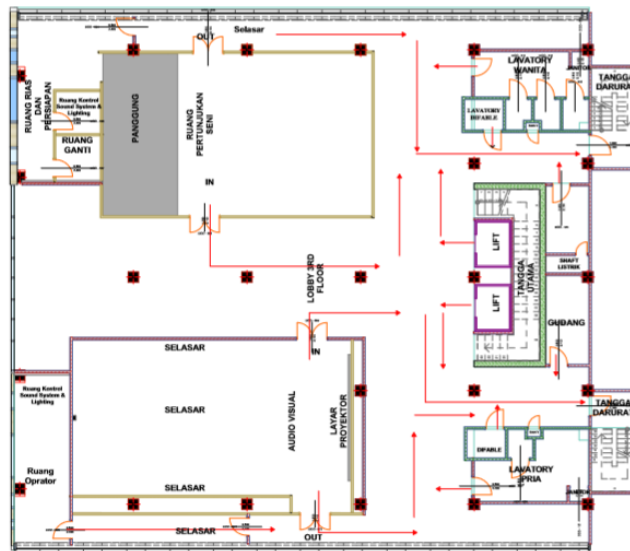 OUT
Selasar
LAVATORY
WANITA
JANITOR
TANGGA
DARURAT
RUANG RIAS
DAN
PERSIAPAN
Ruang Kontrol
Sound System &
Lighting
RUANG
GANTI
PANGGUNG
RUANG
PERTUNJUKAN
SENI
IN
LAVATORY
DIFABLE
LIFT
LIFT
TANGGA
UTAMA
SHAFT
LISTRIK
GUDANG
LOBBY 3RD
FLOOR
SELASAR
IN
Ruang Kontrol
Sound System &
Lighting
SELASAR
AUDIO VISUAL
LAYAR
PROYEKTOR
TANGGA
DARURAT
DIFABLE
LAVATORY
PRIA
Ruang
Oprator
SELASAR
SELASAR
OUT